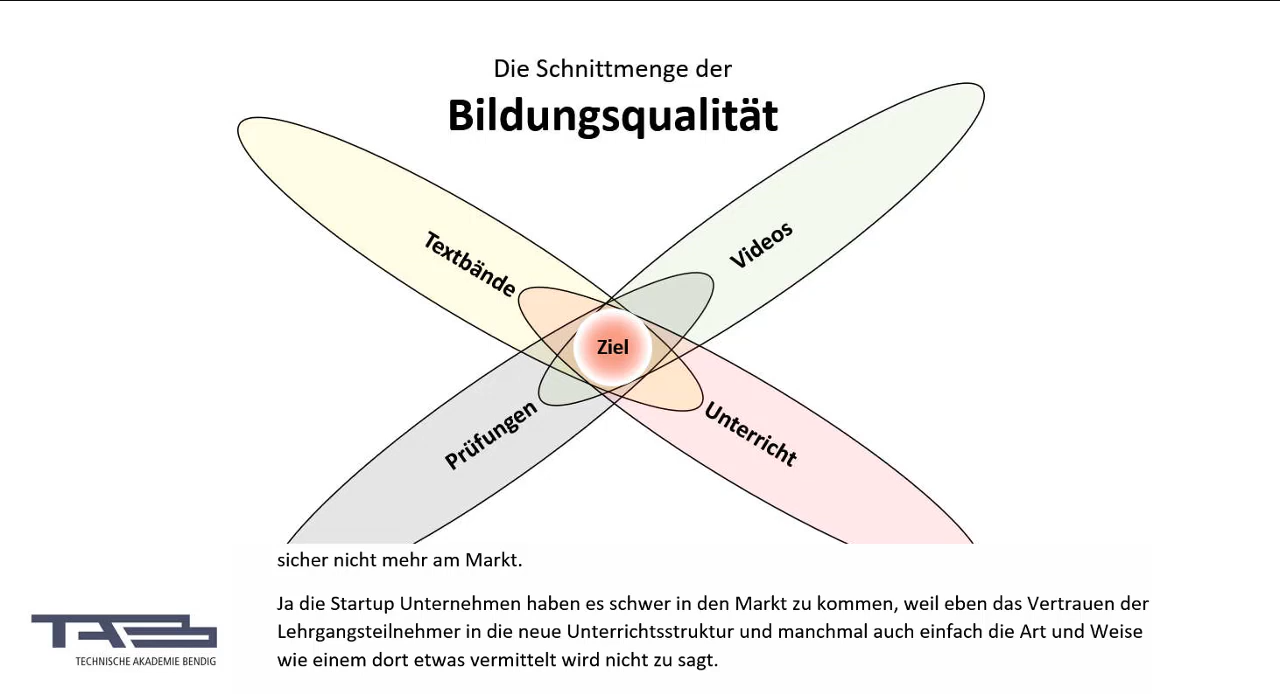 Die Schnittmenge der
Bildungsqualität
Textbände
Videos
Ziel
Prüfungen
Unterricht
sicher nicht mehr am Markt.
Ja die Startup Unternehmen haben es schwer in den Markt zu kommen, weil eben das Vertrauen der
Lehrgangsteilnehmer in die neue Unterrichtsstruktur und manchmal auch einfach die Art und Weise
wie einem dort etwas vermittelt wird nicht zu sagt.
TAB
TECHNISCHE AKADEMIE BENDIG